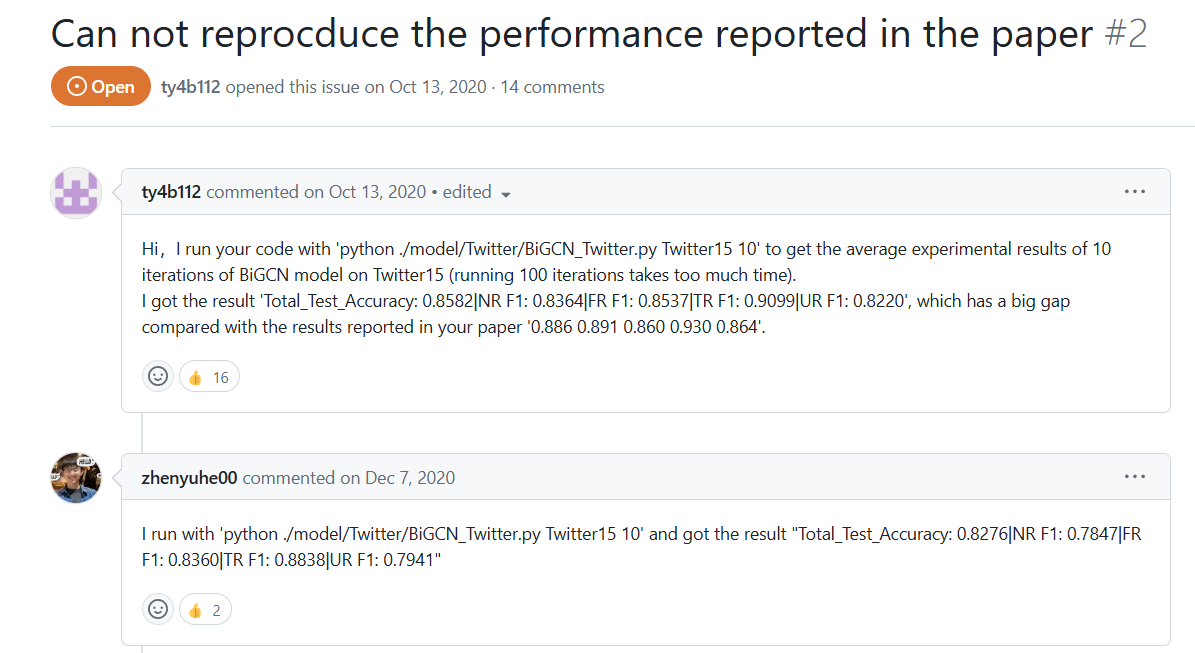 Can not reprocduce the performance reported in the paper #2
Open ty4b112 opened this issue on Oct 13, 2020 · 14 comments
ty4b112 commented on Oct 13, 2020 • edited
Hi，I run your code with 'python ./model/Twitter/BiGCN_Twitter.py Twitter15 10' to get the average experimental results of 10
iterations of BiGCN model on Twitter15 (running 100 iterations takes too much time).
I got the result 'Total_Test_Accuracy: 0.8582|NR F1: 0.8364|FR F1: 0.8537|TR F1: 0.9099|UR F1: 0.8220', which has a big gap
compared with the results reported in your paper '0.886 0.891 0.860 0.930 0.864'.
👍 16
HELLO
zhenyuhe00 commented on Dec 7, 2020
I run with 'python ./model/Twitter/BiGCN_Twitter.py Twitter15 10' and got the result "Total_Test_Accuracy: 0.8276|NR F1: 0.7847|FR
F1: 0.8360|TR F1: 0.8838|UR F1: 0.7941"
👍 2